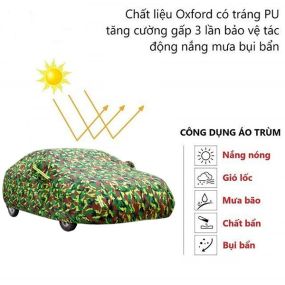 Chất liệu Oxford có tráng PU
tăng cường gấp 3 lần bảo vệ tác
động nắng mưa bụi bẩn
CÔNG DỤNG ÁO TRÙM
Nắng nóng
Gió lốc
Mưa bão
Chất bẩn
Bụi bẩn